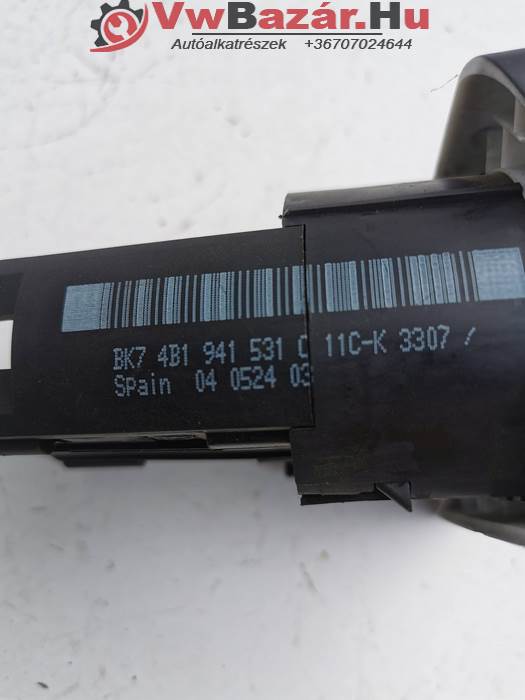 VwBazár.Hu
Autóalkatrészek +36707024644
BK7 4B1 941 531 C 11C-K 3307 /
Spain 04 0524 03